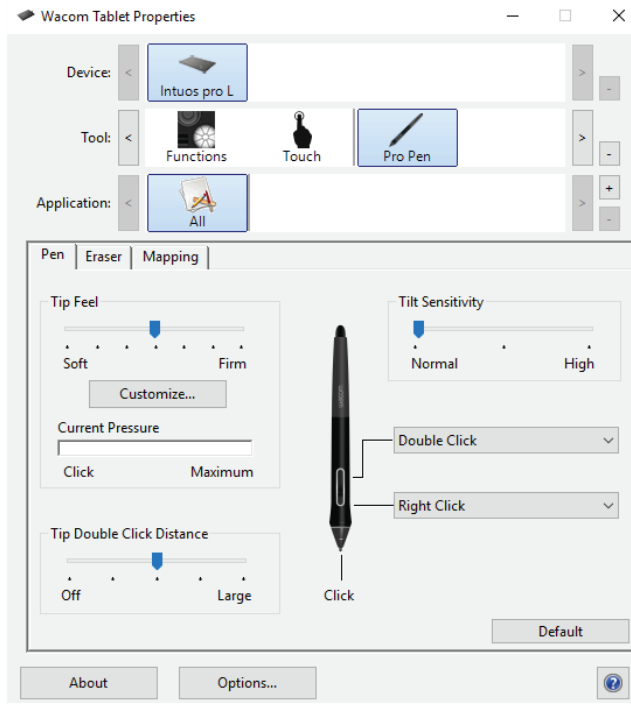 Wacom Tablet Properties
Device:
<
Intuos pro L
>
-
Tool:
<
Functions
Touch
Pro Pen
>
-
Application:
<
All
>
+
-
Pen
Eraser
Mapping
Tip Feel
Soft
Firm
Customize...
Current Pressure
Click
Maximum
Tip Double Click Distance
Off
Large
wacom
Click
Tilt Sensitivity
Normal
High
Double Click
Right Click
Default
About
Options...
?